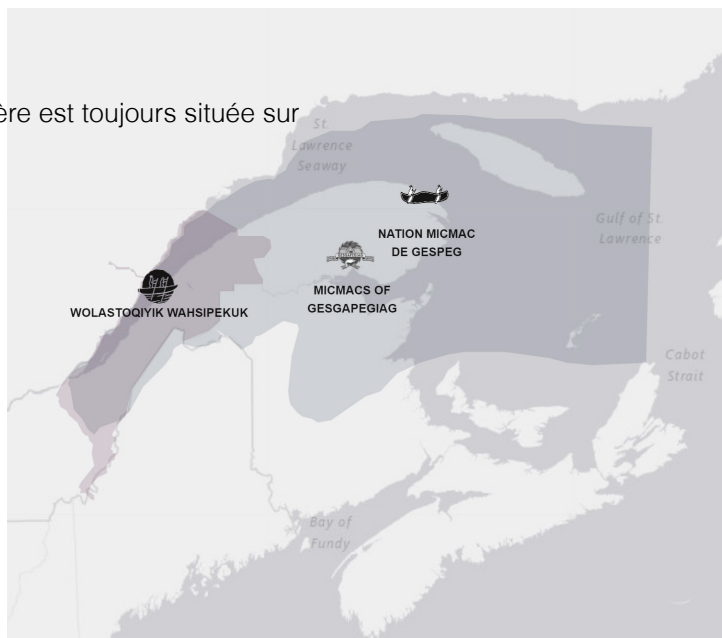 ère est toujours située sur
St.
Lawrence
Seaway
NATION MICMAC
DE GESPEG
Gulf of St.
Lawrence
MICMACS OF
GESGAPEGIAG
WOLASTOQIYIK WAHSIPEKUK
Cabot
Strait
Bay of
Fundy